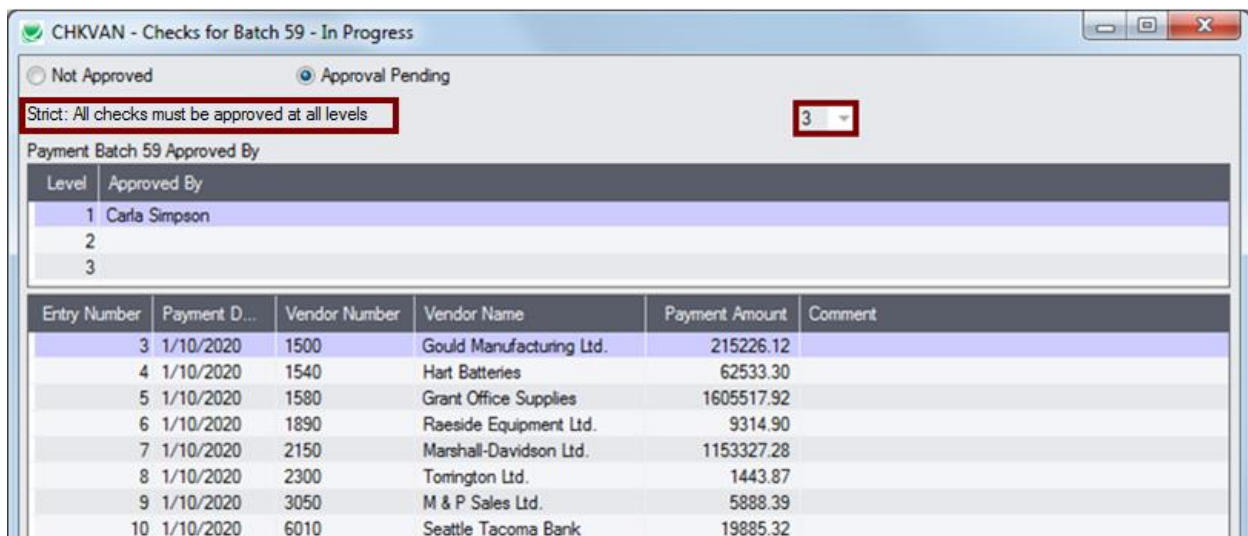 CHKVAN - Checks for Batch 59 - In Progress
Not Approved Approval Pending
Strict: All checks must be approved at all levels 3
Payment Batch 59 Approved By
Level Approved By
1 Carla Simpson
2
3
Entry Number Payment D... Vendor Number Vendor Name Payment Amount Comment
3 1/10/2020 1500 Gould Manufacturing Ltd. 215226.12
4 1/10/2020 1540 Hart Batteries 62533.30
5 1/10/2020 1580 Grant Office Supplies 1605517.92
6 1/10/2020 1890 Raeside Equipment Ltd. 9314.90
7 1/10/2020 2150 Marshall-Davidson Ltd. 1153327.28
8 1/10/2020 2300 Torrington Ltd. 1443.87
9 1/10/2020 3050 M & P Sales Ltd. 5888.39
10 1/10/2020 6010 Seattle Tacoma Bank 19885.32